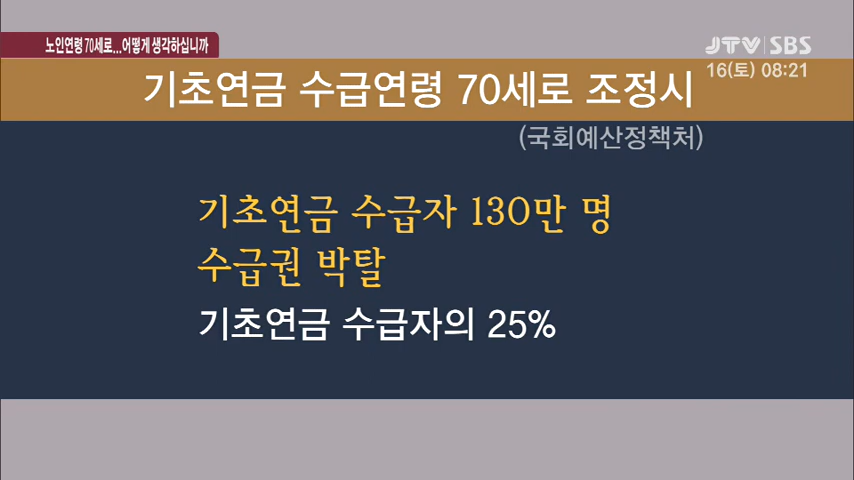 노인연령 70세로...어떻게 생각하십니까
JTV SBS
16(토) 08:21
기초연금 수급연령 70세로 조정시
(국회예산정책처)
기초연금 수급자 130만 명
수급권 박탈
기초연금 수급자의 25%